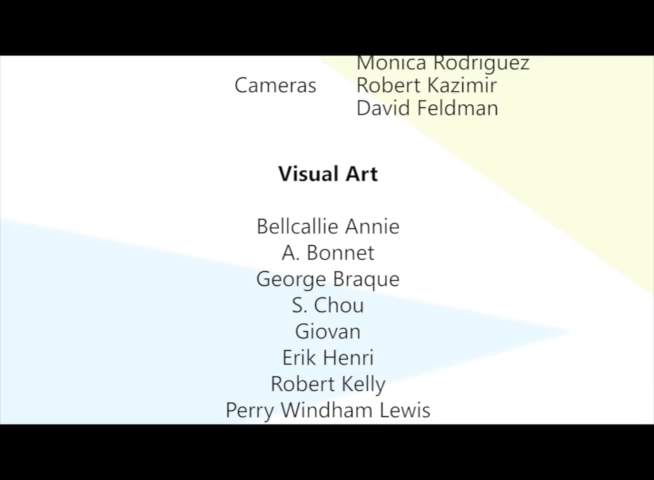 Monica Rodriguez
Cameras Robert Kazimir
David Feldman
Visual Art
Bellcallie Annie
A. Bonnet
George Braque
S. Chou
Giovan
Erik Henri
Robert Kelly
Perry Windham Lewis